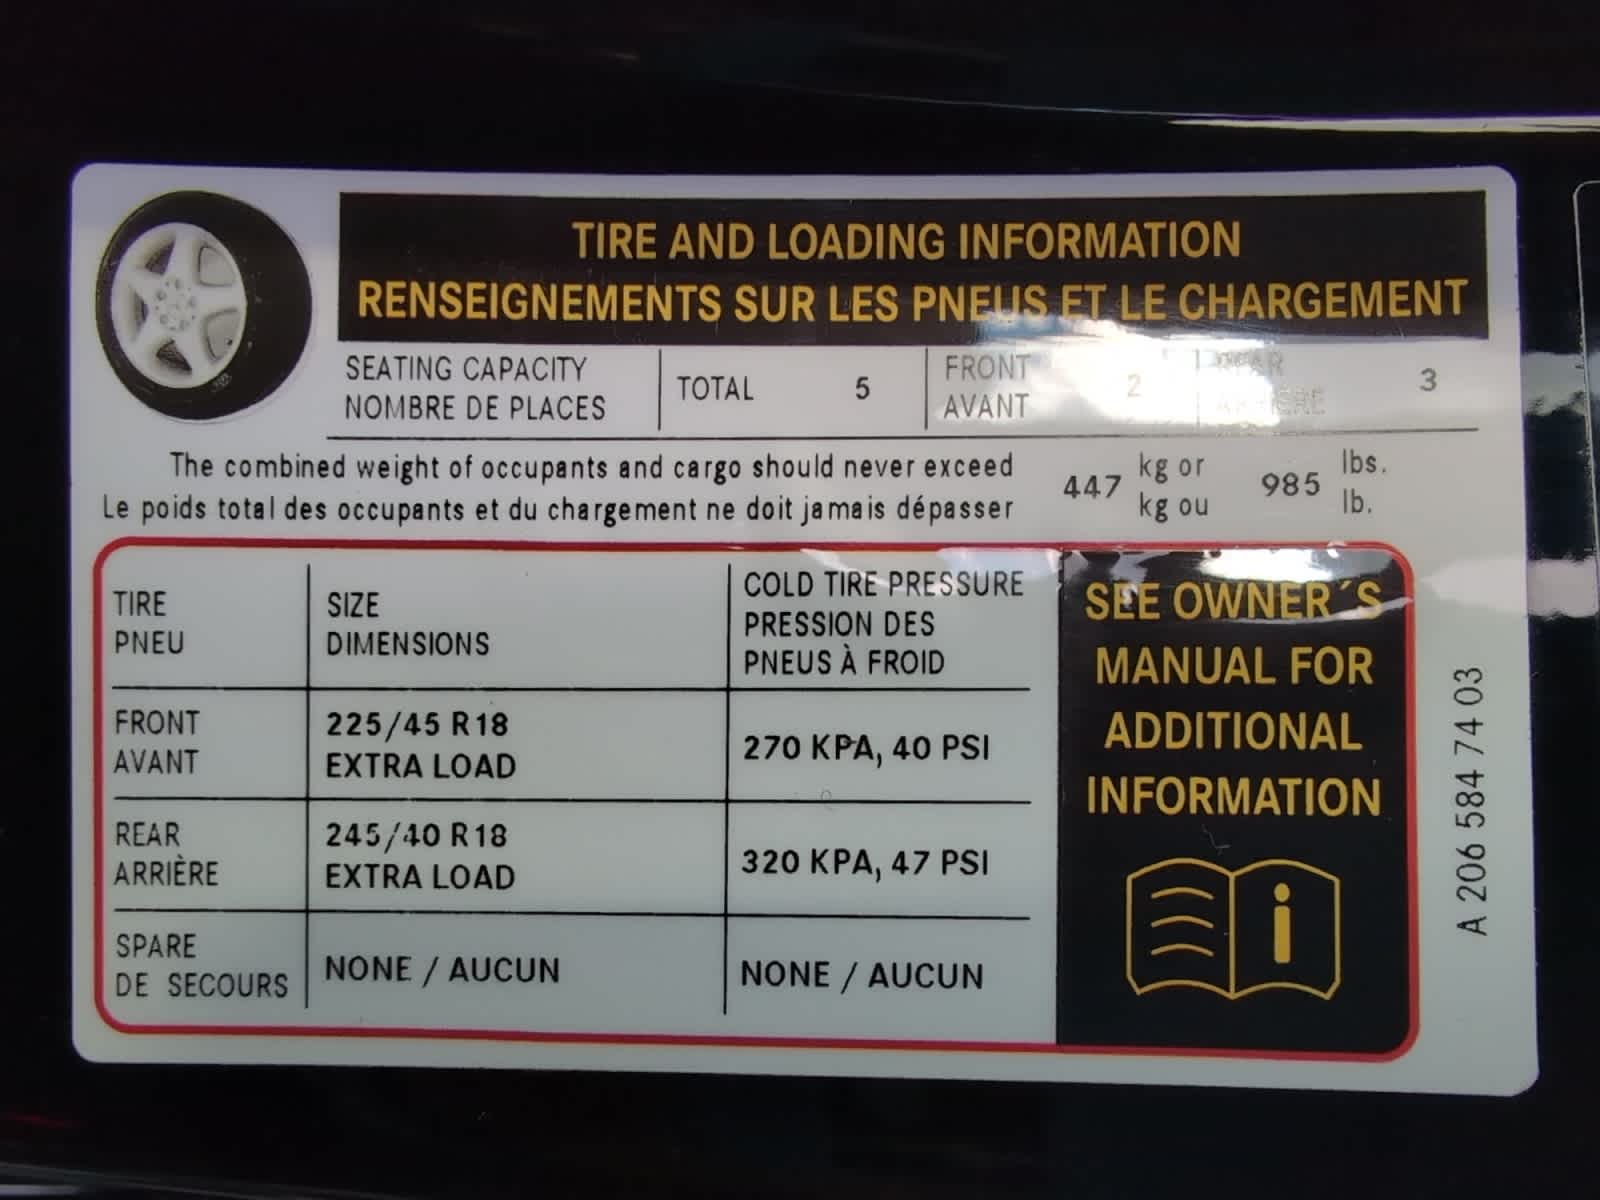 TIRE AND LOADING INFORMATION
RENSEIGNEMENTS SUR LES PNEUS ET LE CHARGEMENT
SEATING CAPACITY
NOMBRE DE PLACES
TOTAL 5
FRONT
AVANT
2
REAR
ARRIÈRE
3
The combined weight of occupants and cargo should never exceed
Le poids total des occupants et du chargement ne doit jamais dépasser
447
kg or
kg ou
985
lbs.
lb.
TIRE
PNEU
SIZE
DIMENSIONS
COLD TIRE PRESSURE
PRESSION DES
PNEUS À FROID
FRONT
AVANT
225/45 R18
EXTRA LOAD
270 KPA, 40 PSI
REAR
ARRIÈRE
245/40 R18
EXTRA LOAD
320 KPA, 47 PSI
SPARE
DE SECOURS
NONE / AUCUN
NONE / AUCUN
SEE OWNER´S
MANUAL FOR
ADDITIONAL
INFORMATION
A 206 584 74 03